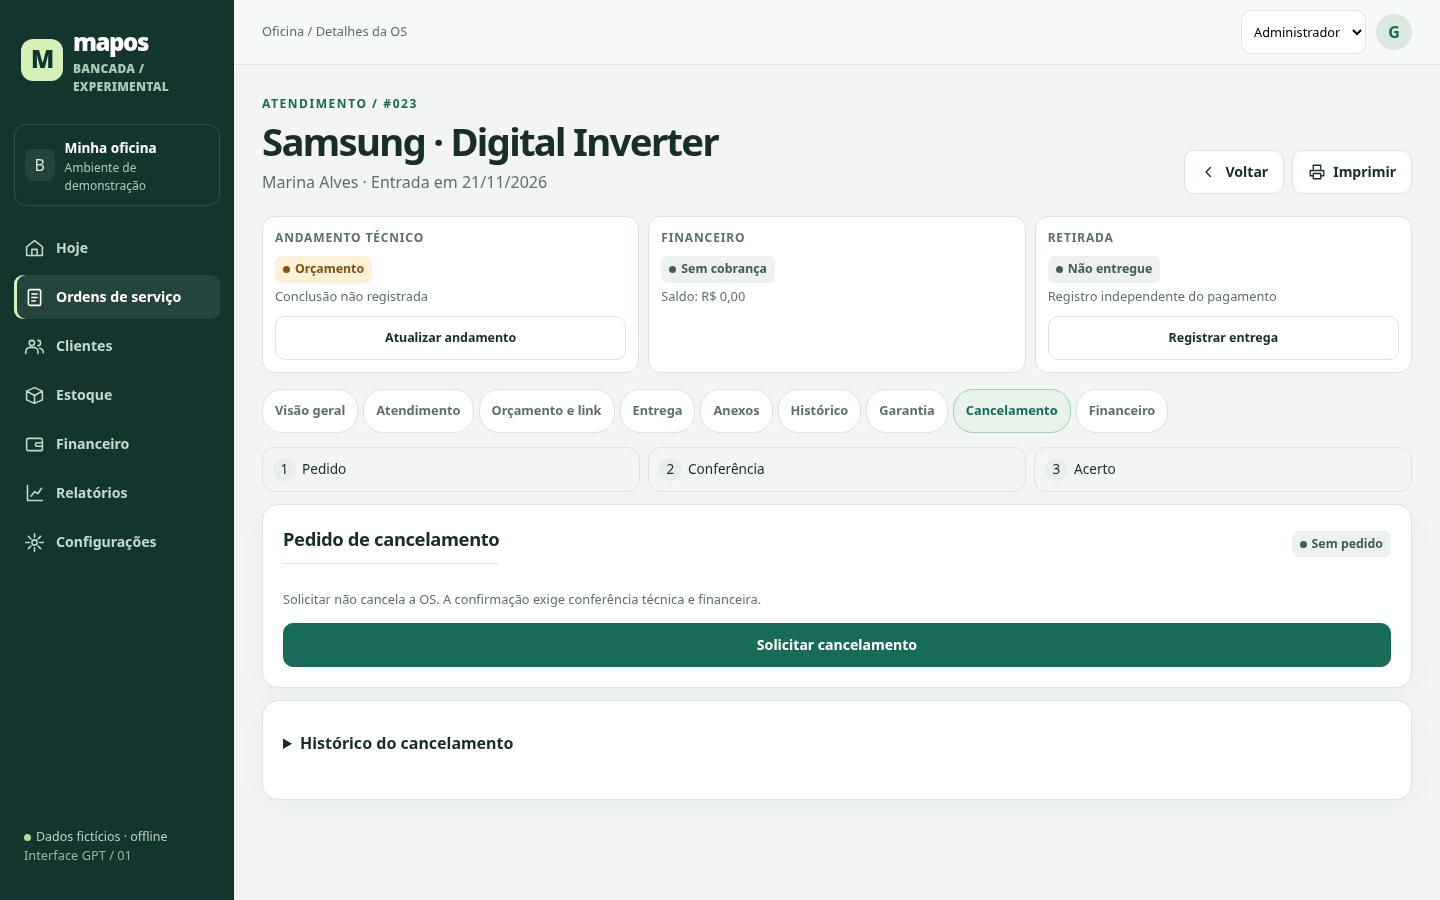 M
mapos
BANCADA /
EXPERIMENTAL
B
Minha oficina
Ambiente de
demonstração
Hoje
Ordens de serviço
Clientes
Estoque
Financeiro
Relatórios
Configurações
Dados fictícios · offline
Interface GPT / 01
Oficina / Detalhes da OS
Administrador
G
ATENDIMENTO / #023
Samsung · Digital Inverter
Marina Alves · Entrada em 21/11/2026
Voltar
Imprimir
ANDAMENTO TÉCNICO
Orçamento
Conclusão não registrada
Atualizar andamento
FINANCEIRO
Sem cobrança
Saldo: R$ 0,00
RETIRADA
Não entregue
Registro independente do pagamento
Registrar entrega
Visão geral
Atendimento
Orçamento e link
Entrega
Anexos
Histórico
Garantia
Cancelamento
Financeiro
1 Pedido
2 Conferência
3 Acerto
Pedido de cancelamento
Sem pedido
Solicitar não cancela a OS. A confirmação exige conferência técnica e financeira.
Solicitar cancelamento
Histórico do cancelamento